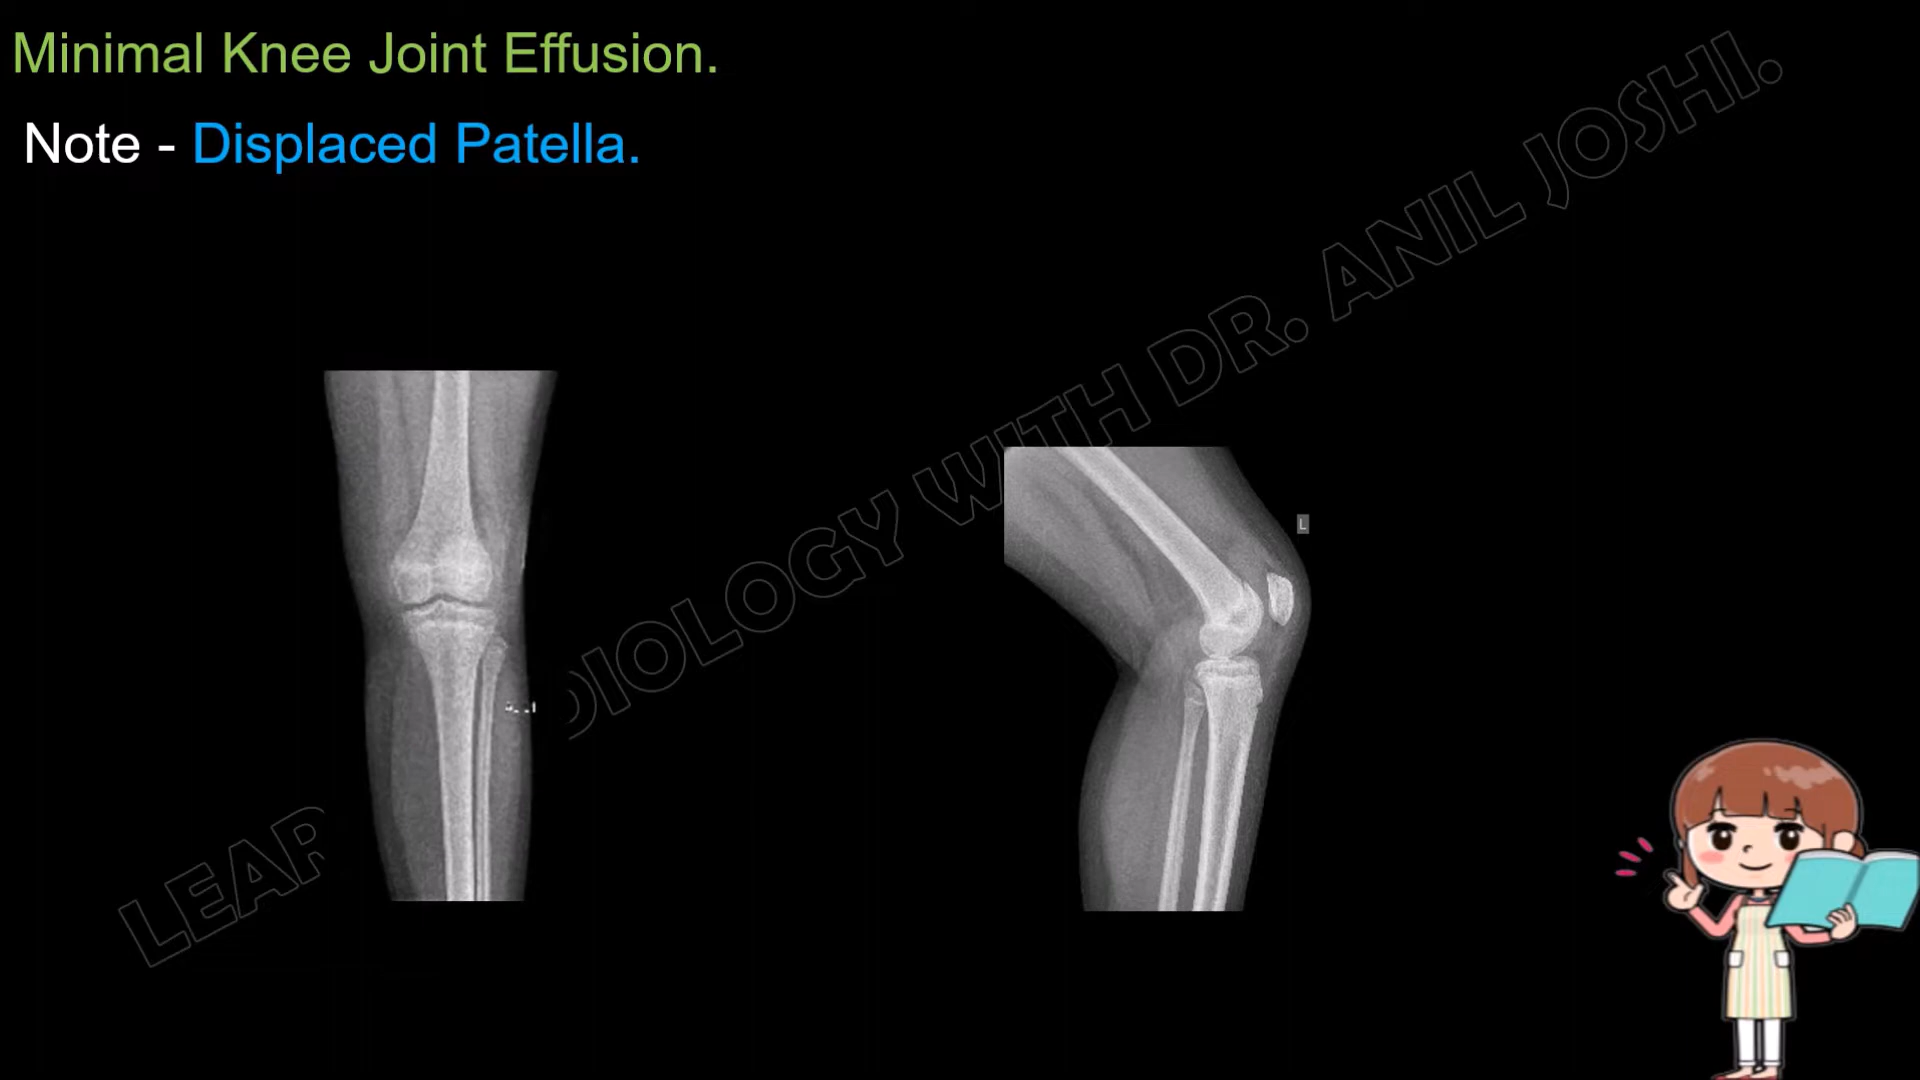 Minimal Knee Joint Effusion.
Note - Displaced Patella.
DIOLOGY WITH DR. ANIL JOSHI.
LEAR
L